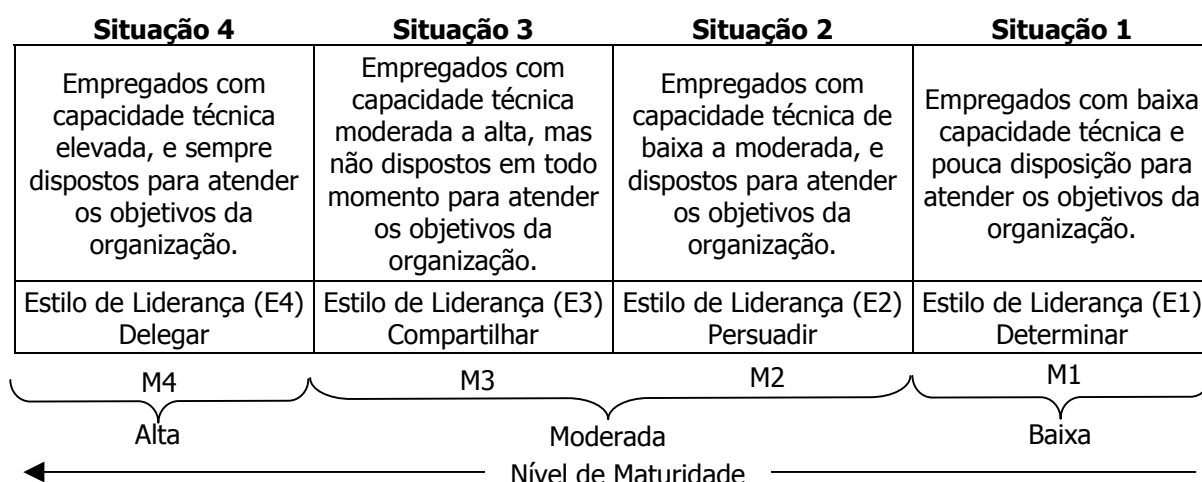 Situação 4
Situação 3
Situação 2
Situação 1
Empregados com
capacidade técnica
elevada, e sempre
dispostos para atender
os objetivos da
organização.
Empregados com
capacidade técnica
moderada a alta, mas
não dispostos em todo
momento para atender
os objetivos da
organização.
Empregados com
capacidade técnica de
baixa a moderada, e
dispostos para atender
os objetivos da
organização.
Empregados com baixa
capacidade técnica e
pouca disposição para
atender os objetivos da
organização.
Estilo de Liderança (E4)
Delegar
Estilo de Liderança (E3)
Compartilhar
Estilo de Liderança (E2)
Persuadir
Estilo de Liderança (E1)
Determinar
M4
M3
M2
M1
Alta
Moderada
Baixa
Nível de Maturidade